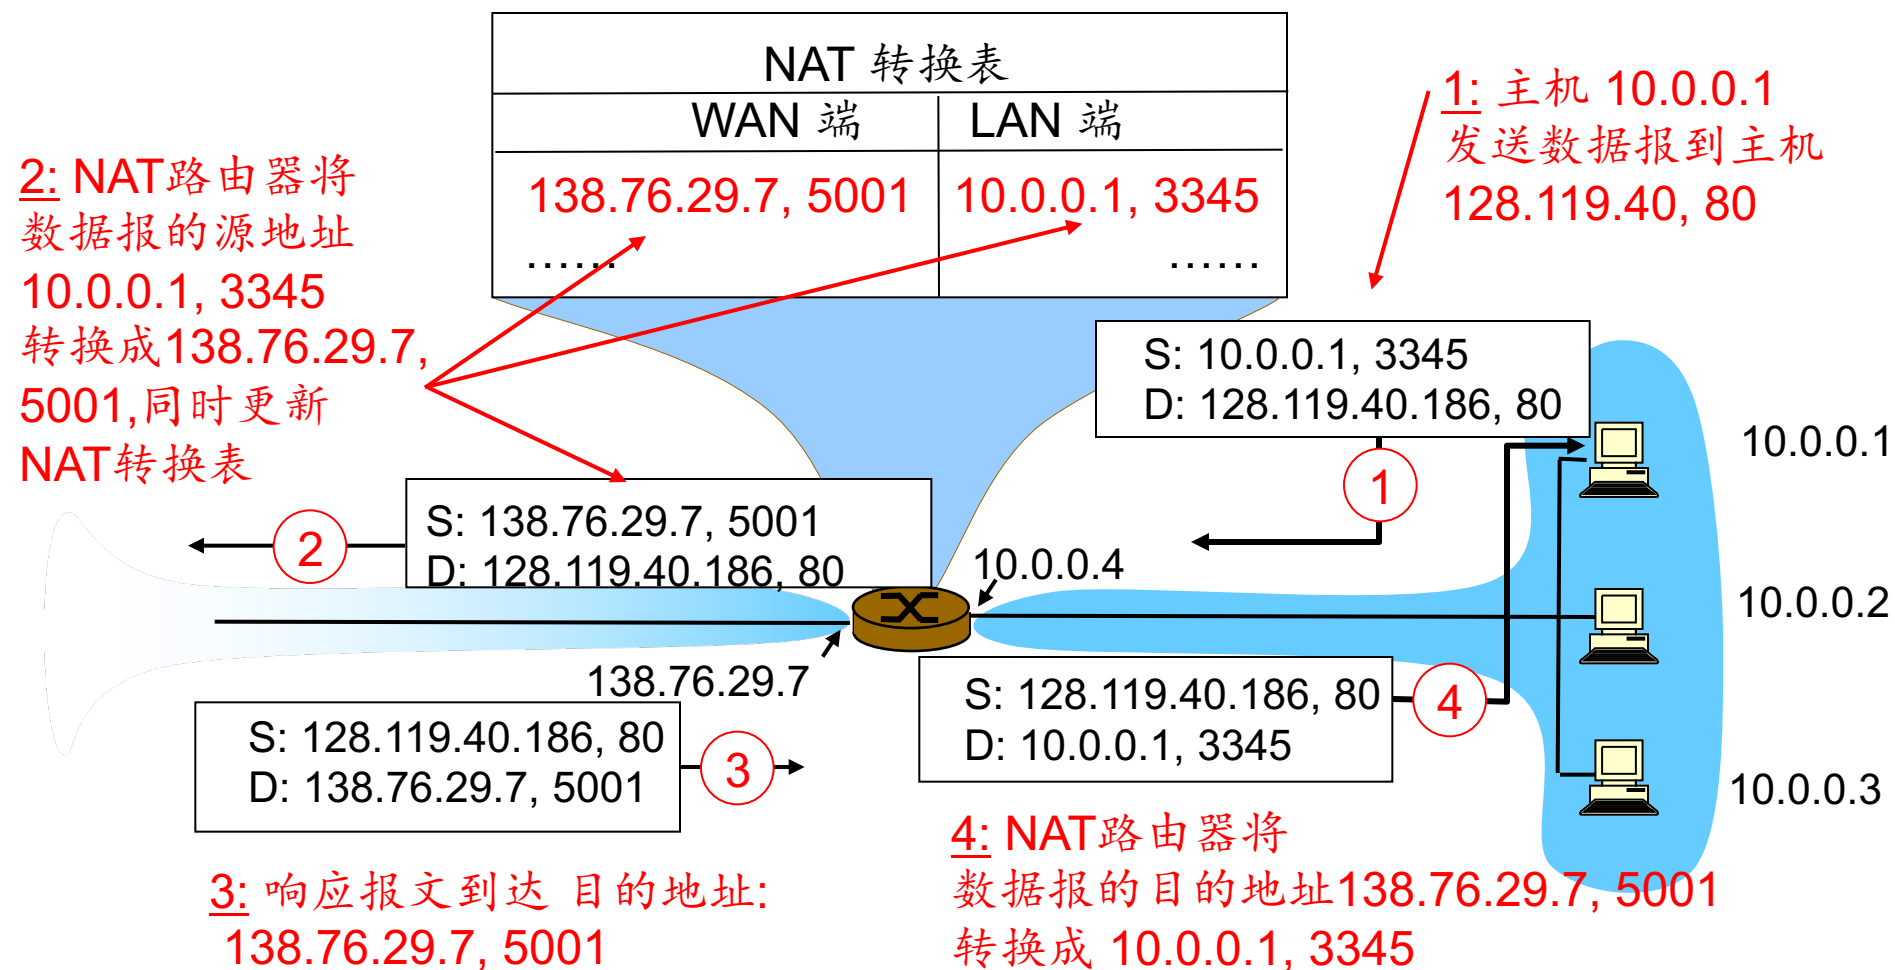 NAT 转换表
WAN 端 LAN 端
138.76.29.7, 5001 10.0.0.1, 3345
…… ……
1: 主机 10.0.0.1
发送数据报到主机
128.119.40, 80
2: NAT路由器将
数据报的源地址
10.0.0.1, 3345
转换成138.76.29.7,
5001,同时更新
NAT转换表
S: 10.0.0.1, 3345
D: 128.119.40.186, 80
1
10.0.0.1
S: 138.76.29.7, 5001
D: 128.119.40.186, 80
2
10.0.0.4
10.0.0.2
138.76.29.7
S: 128.119.40.186, 80
D: 10.0.0.1, 3345
4
S: 128.119.40.186, 80
D: 138.76.29.7, 5001
3
10.0.0.3
3: 响应报文到达 目的地址:
138.76.29.7, 5001
4: NAT路由器将
数据报的目的地址138.76.29.7, 5001
转换成 10.0.0.1, 3345